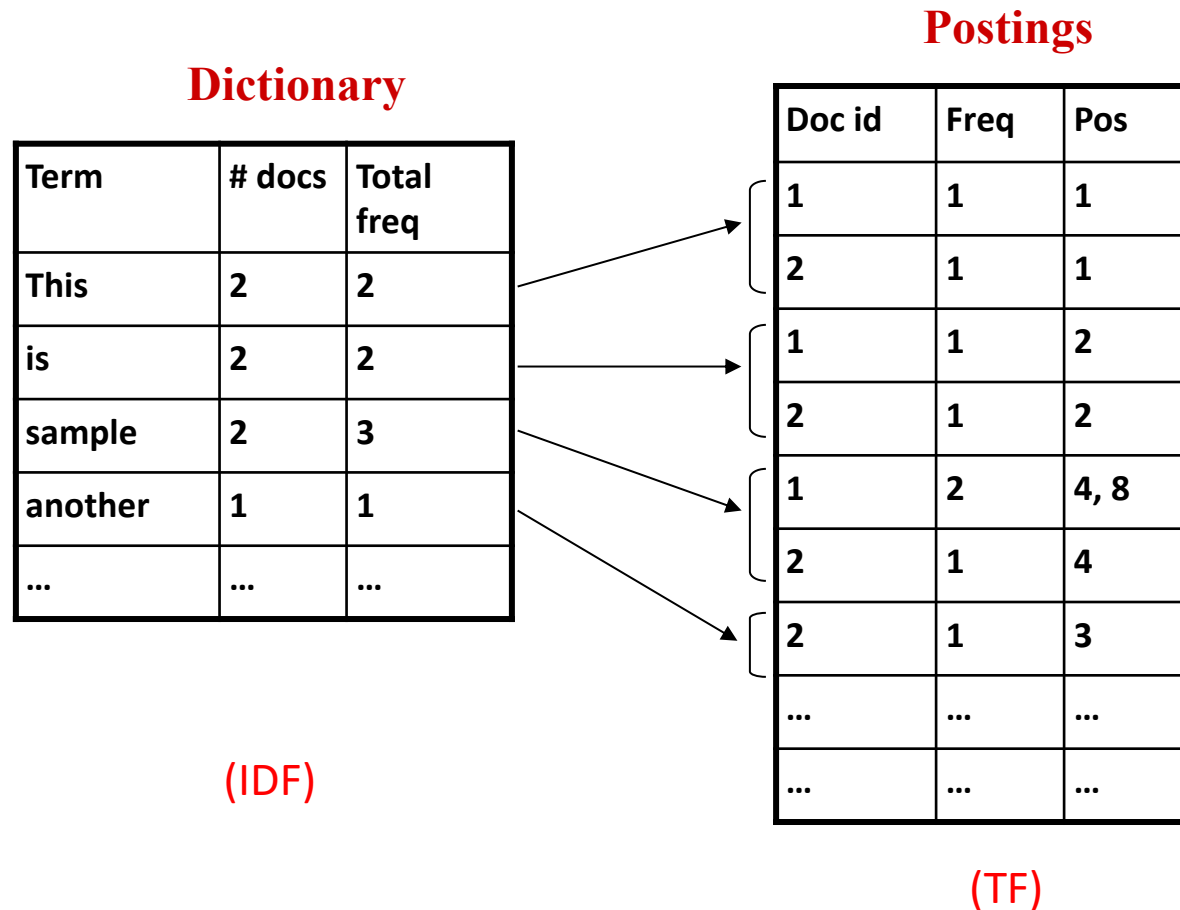 Postings
Dictionary
Doc id Freq Pos
1 1 1
2 1 1
1 1 2
2 1 2
1 2 4, 8
2 1 4
2 1 3
... ... ...
... ... ...
Term # docs Total
freq
This 2 2
is 2 2
sample 2 3
another 1 1
... ... ...
(IDF)
(TF)